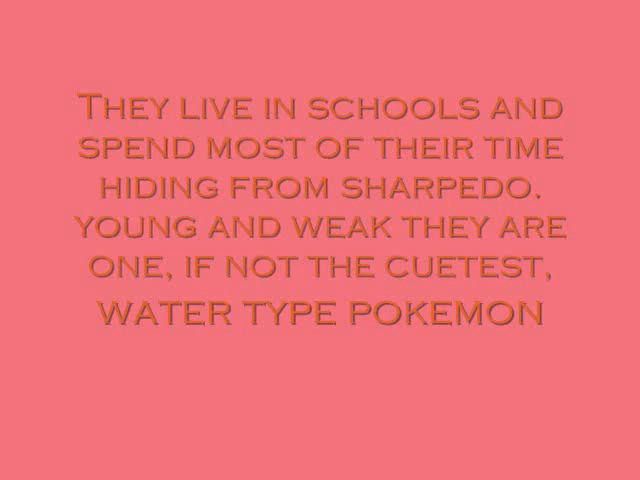 They live in schools and
spend most of their time
hiding from sharpedo.
young and weak they are
one, if not the cuetest,
water type pokemon